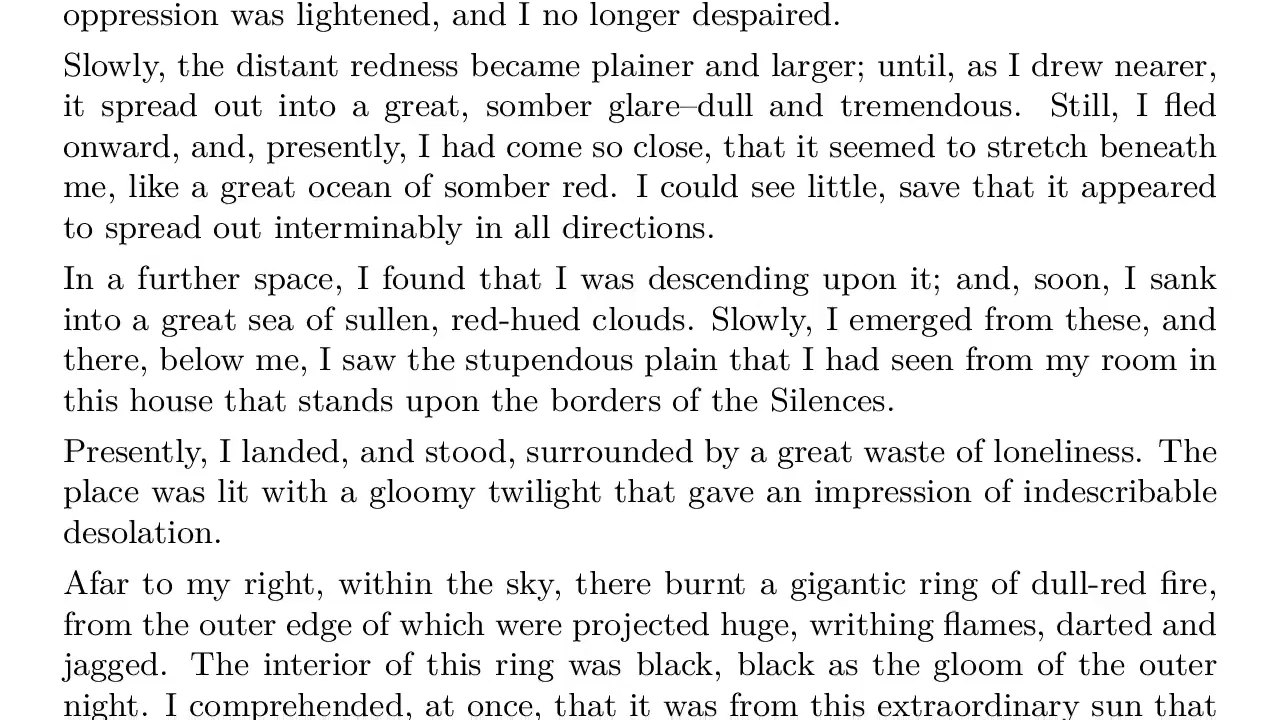 oppression was lightened, and I no longer despaired.
Slowly, the distant redness became plainer and larger; until, as I drew nearer,
it spread out into a great, somber glare–dull and tremendous. Still, I fled
onward, and, presently, I had come so close, that it seemed to stretch beneath
me, like a great ocean of somber red. I could see little, save that it appeared
to spread out interminably in all directions.
In a further space, I found that I was descending upon it; and, soon, I sank
into a great sea of sullen, red-hued clouds. Slowly, I emerged from these, and
there, below me, I saw the stupendous plain that I had seen from my room in
this house that stands upon the borders of the Silences.
Presently, I landed, and stood, surrounded by a great waste of loneliness. The
place was lit with a gloomy twilight that gave an impression of indescribable
desolation.
Afar to my right, within the sky, there burnt a gigantic ring of dull-red fire,
from the outer edge of which were projected huge, writhing flames, darted and
jagged. The interior of this ring was black, black as the gloom of the outer
night. I comprehended, at once, that it was from this extraordinary sun that